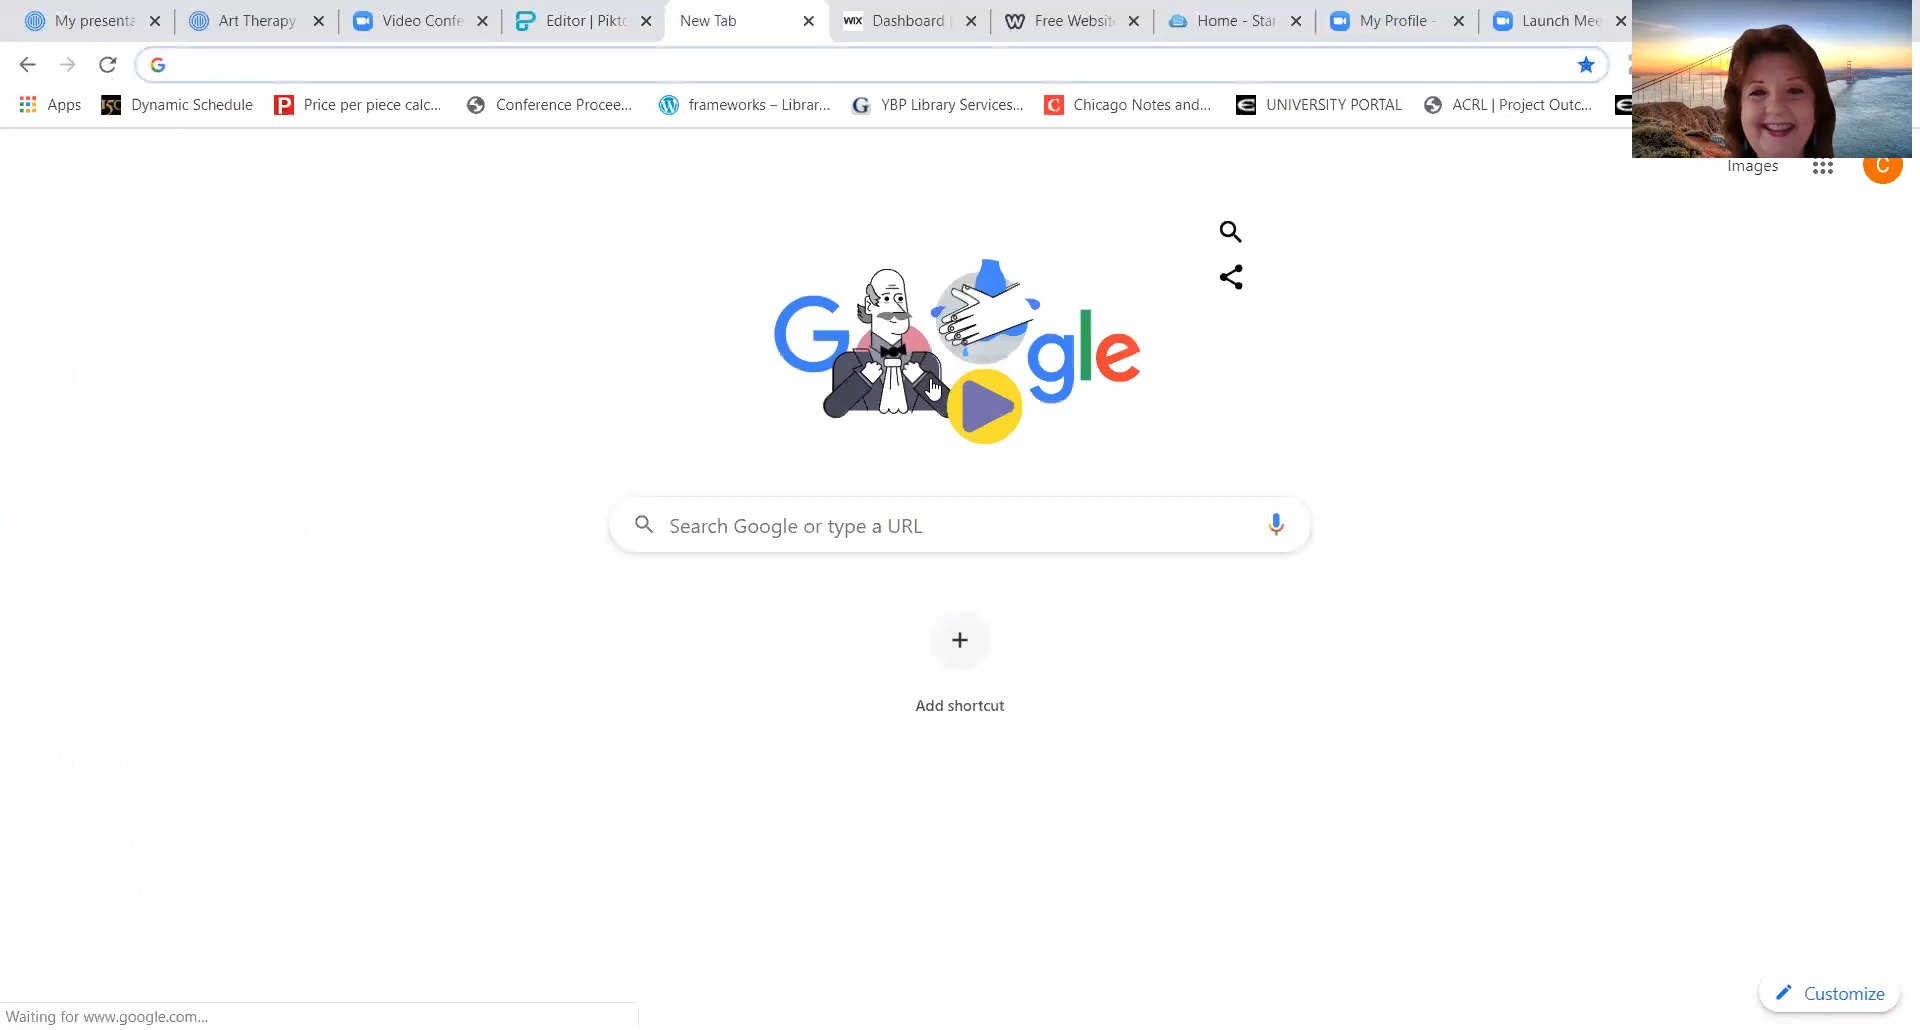 My presenta
Art Therapy
Video Confe
Editor | Pikto
New Tab
WIX Dashboard |
Free Websit
Home - Star
My Profile -
Launch Mee
Apps
Dynamic Schedule
Price per piece calc...
Conference Procee...
frameworks – Librar...
YBP Library Services...
Chicago Notes and...
UNIVERSITY PORTAL
ACRL | Project Outc...
Images
C
Google
Search Google or type a URL
Add shortcut
Customize
Waiting for www.google.com...